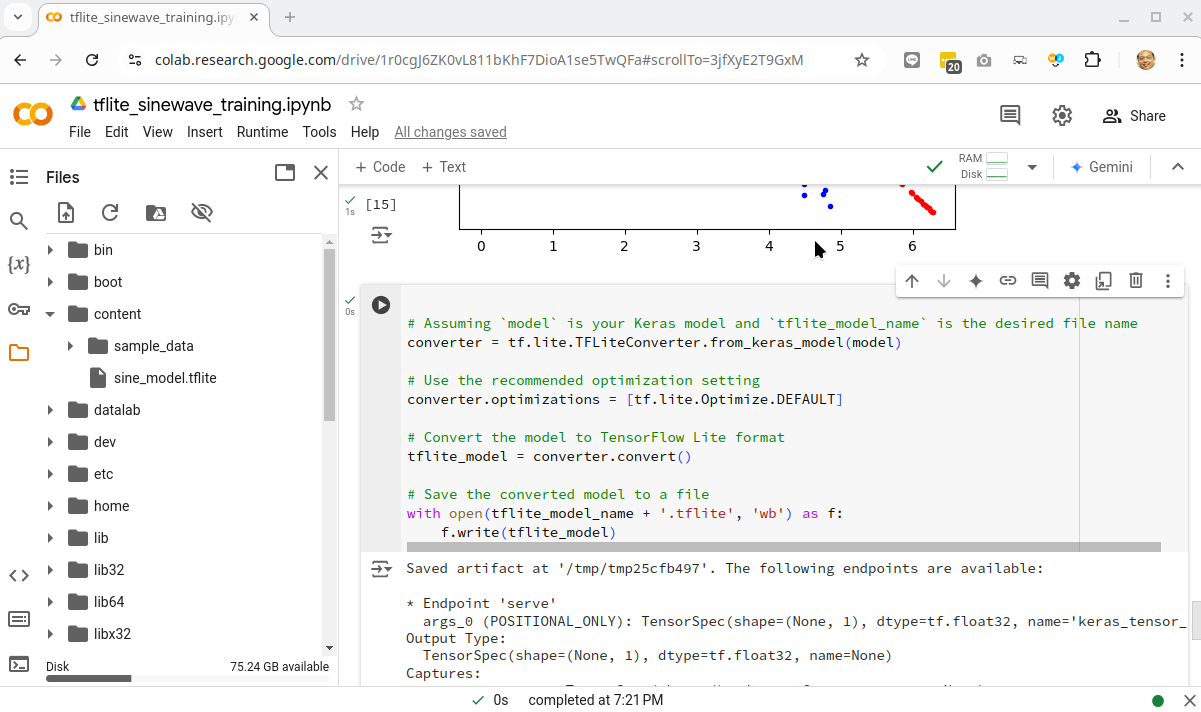 tflite_sinewave_training.ipy
colab.research.google.com/drive/1r0cgJ6ZK0vL811bKhF7DioA1se5TwQFa#scrollTo=3jfXyE2T9GxM
20
tflite_sinewave_training.ipynb
File Edit View Insert Runtime Tools Help All changes saved
Share
Files
+ Code + Text
RAM
Disk
Gemini
{x}
bin
boot
content
sample_data
sine_model.tflite
datalab
dev
etc
home
lib
lib32
lib64
libx32
Disk 75.24 GB available
1s
[15]
0 1 2 3 4 5 6
0s
# Assuming `model` is your Keras model and `tflite_model_name` is the desired file name
converter = tf.lite.TFLiteConverter.from_keras_model(model)
# Use the recommended optimization setting
converter.optimizations = [tf.lite.Optimize.DEFAULT]
# Convert the model to TensorFlow Lite format
tflite_model = converter.convert()
# Save the converted model to a file
with open(tflite_model_name + '.tflite', 'wb') as f:
f.write(tflite_model)
Saved artifact at '/tmp/tmp25cfb497'. The following endpoints are available:
* Endpoint 'serve'
args_0 (POSITIONAL_ONLY): TensorSpec(shape=(None, 1), dtype=tf.float32, name='keras_tensor_
Output Type:
TensorSpec(shape=(None, 1), dtype=tf.float32, name=None)
Captures:
0s completed at 7:21 PM